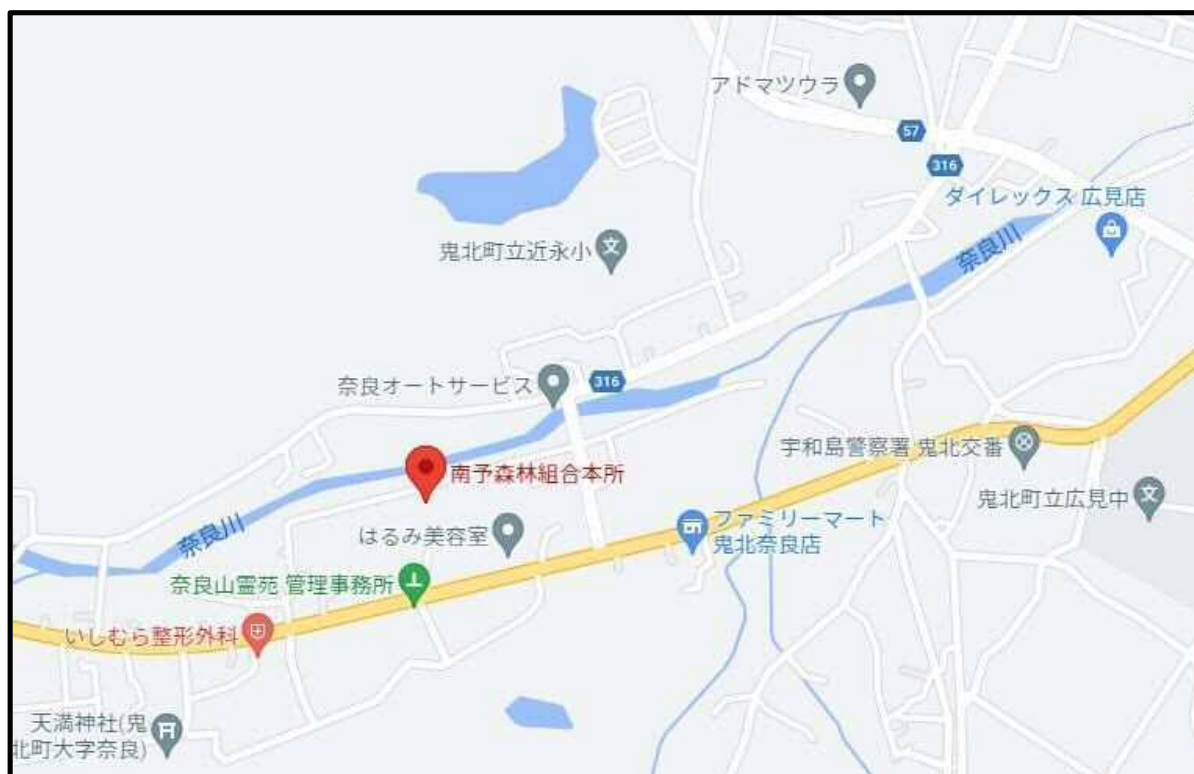 アドマツウラ
57
316
ダイレックス 広見店
鬼北町立近永小
奈良川
奈良オートサービス
316
宇和島警察署 鬼北交番
南予森林組合本所
鬼北町立広見中
ファミリーマート
鬼北奈良店
はるみ美容室
奈良川
奈良山霊苑 管理事務所
いしむら整形外科
天満神社(鬼
北町大字奈良)